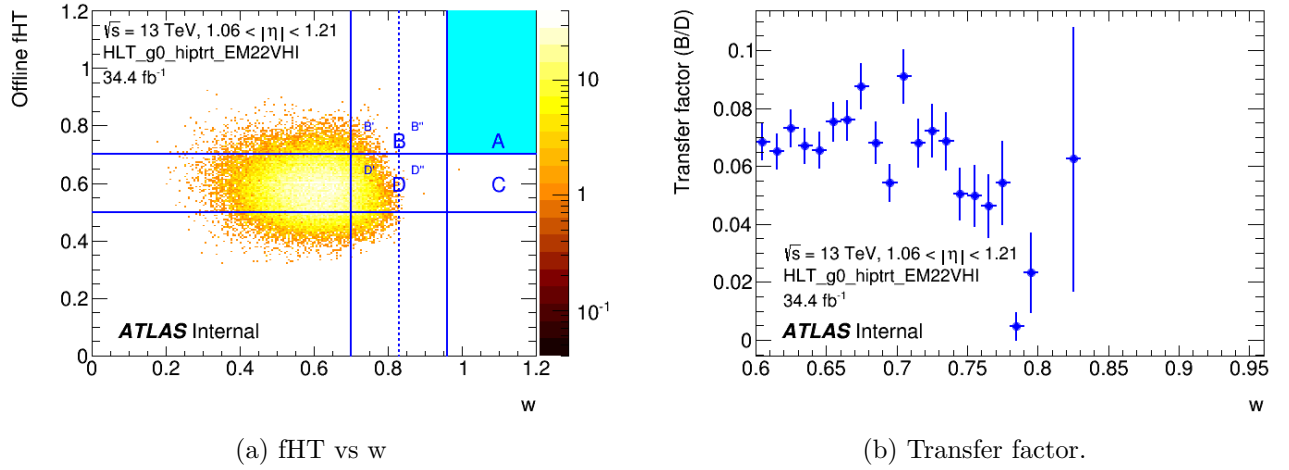 Offline fHT
1.2
1
0.8
0.6
0.4
0.2
0
√s = 13 TeV, 1.06 < |η| < 1.21
HLT_g0_hiptrt_EM22VHI
34.4 fb-1
B'
B''
B
A
D'
D''
D
C
ATLAS Internal
0 0.2 0.4 0.6 0.8 1 1.2
w
10
1
10-1
(a) fHT vs w
Transfer factor (B/D)
0.1
0.08
0.06
0.04
0.02
0
√s = 13 TeV, 1.06 < |η| < 1.21
HLT_g0_hiptrt_EM22VHI
34.4 fb-1
ATLAS Internal
0.6 0.65 0.7 0.75 0.8 0.85 0.9 0.95
w
(b) Transfer factor.